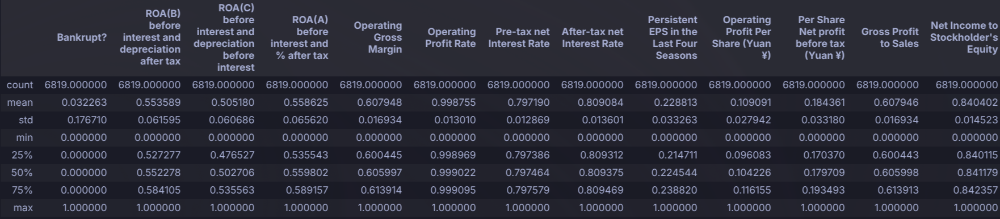 Bankrupt? ROA(B) before interest and depreciation after tax ROA(C) before interest and depreciation before interest ROA(A) before interest and % after tax Operating Gross Margin Operating Profit Rate Pre-tax net Interest Rate After-tax net Interest Rate Persistent EPS in the Last Four Seasons Operating Profit Per Share (Yuan ¥) Per Share Net profit before tax (Yuan ¥) Gross Profit to Sales Net Income to Stockholder's Equity
count 6819.000000 6819.000000 6819.000000 6819.000000 6819.000000 6819.000000 6819.000000 6819.000000 6819.000000 6819.000000 6819.000000 6819.000000 6819.000000
mean 0.032263 0.553589 0.505180 0.558625 0.607948 0.998755 0.797190 0.809084 0.228813 0.109091 0.184361 0.607946 0.840402
std 0.176710 0.061595 0.060686 0.065620 0.016934 0.013010 0.012869 0.013601 0.033263 0.027942 0.033180 0.016934 0.014523
min 0.000000 0.000000 0.000000 0.000000 0.000000 0.000000 0.000000 0.000000 0.000000 0.000000 0.000000 0.000000 0.000000
25% 0.000000 0.527277 0.476527 0.535543 0.600445 0.998969 0.797386 0.809312 0.214711 0.096083 0.170370 0.600443 0.840115
50% 0.000000 0.552278 0.502706 0.559802 0.605997 0.999022 0.797464 0.809375 0.224544 0.104226 0.179709 0.605998 0.841179
75% 0.000000 0.584105 0.535563 0.589157 0.613914 0.999095 0.797579 0.809469 0.238820 0.116155 0.193493 0.613913 0.842357
max 1.000000 1.000000 1.000000 1.000000 1.000000 1.000000 1.000000 1.000000 1.000000 1.000000 1.000000 1.000000 1.000000